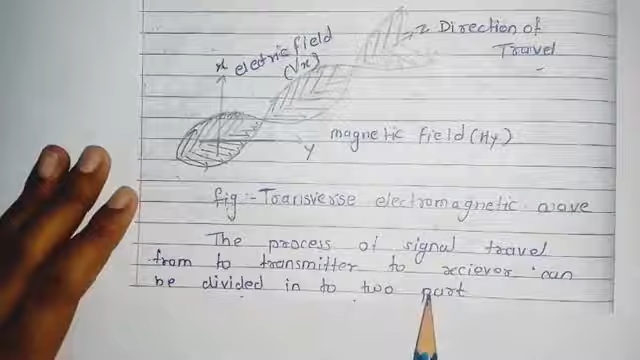 z Direction of
Travel
x electric field
(Vx)
y
magnetic field (Hy)
fig :- Transverse electromagnetic wave
The process of signal travel
from to transmitter to reciever can
be divided in to two part